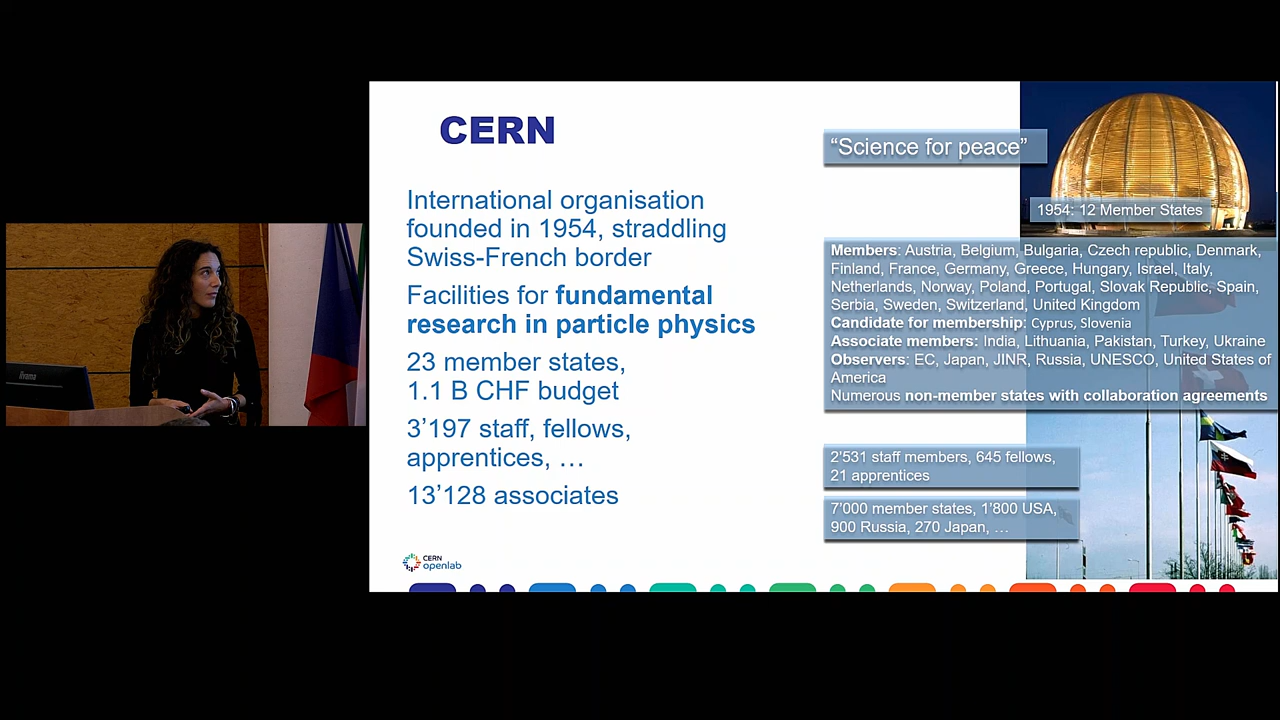 CERN
International organisation
founded in 1954, straddling
Swiss-French border
Facilities for fundamental
research in particle physics
23 member states,
1.1 B CHF budget
3’197 staff, fellows,
apprentices, …
13’128 associates
“Science for peace”
1954: 12 Member States
Members: Austria, Belgium, Bulgaria, Czech republic, Denmark,
Finland, France, Germany, Greece, Hungary, Israel, Italy,
Netherlands, Norway, Poland, Portugal, Slovak Republic, Spain,
Serbia, Sweden, Switzerland, United Kingdom
Candidate for membership: Cyprus, Slovenia
Associate members: India, Lithuania, Pakistan, Turkey, Ukraine
Observers: EC, Japan, JINR, Russia, UNESCO, United States of
America
Numerous non-member states with collaboration agreements
2’531 staff members, 645 fellows,
21 apprentices
7’000 member states, 1’800 USA,
900 Russia, 270 Japan, …
CERN
openlab
iiyama